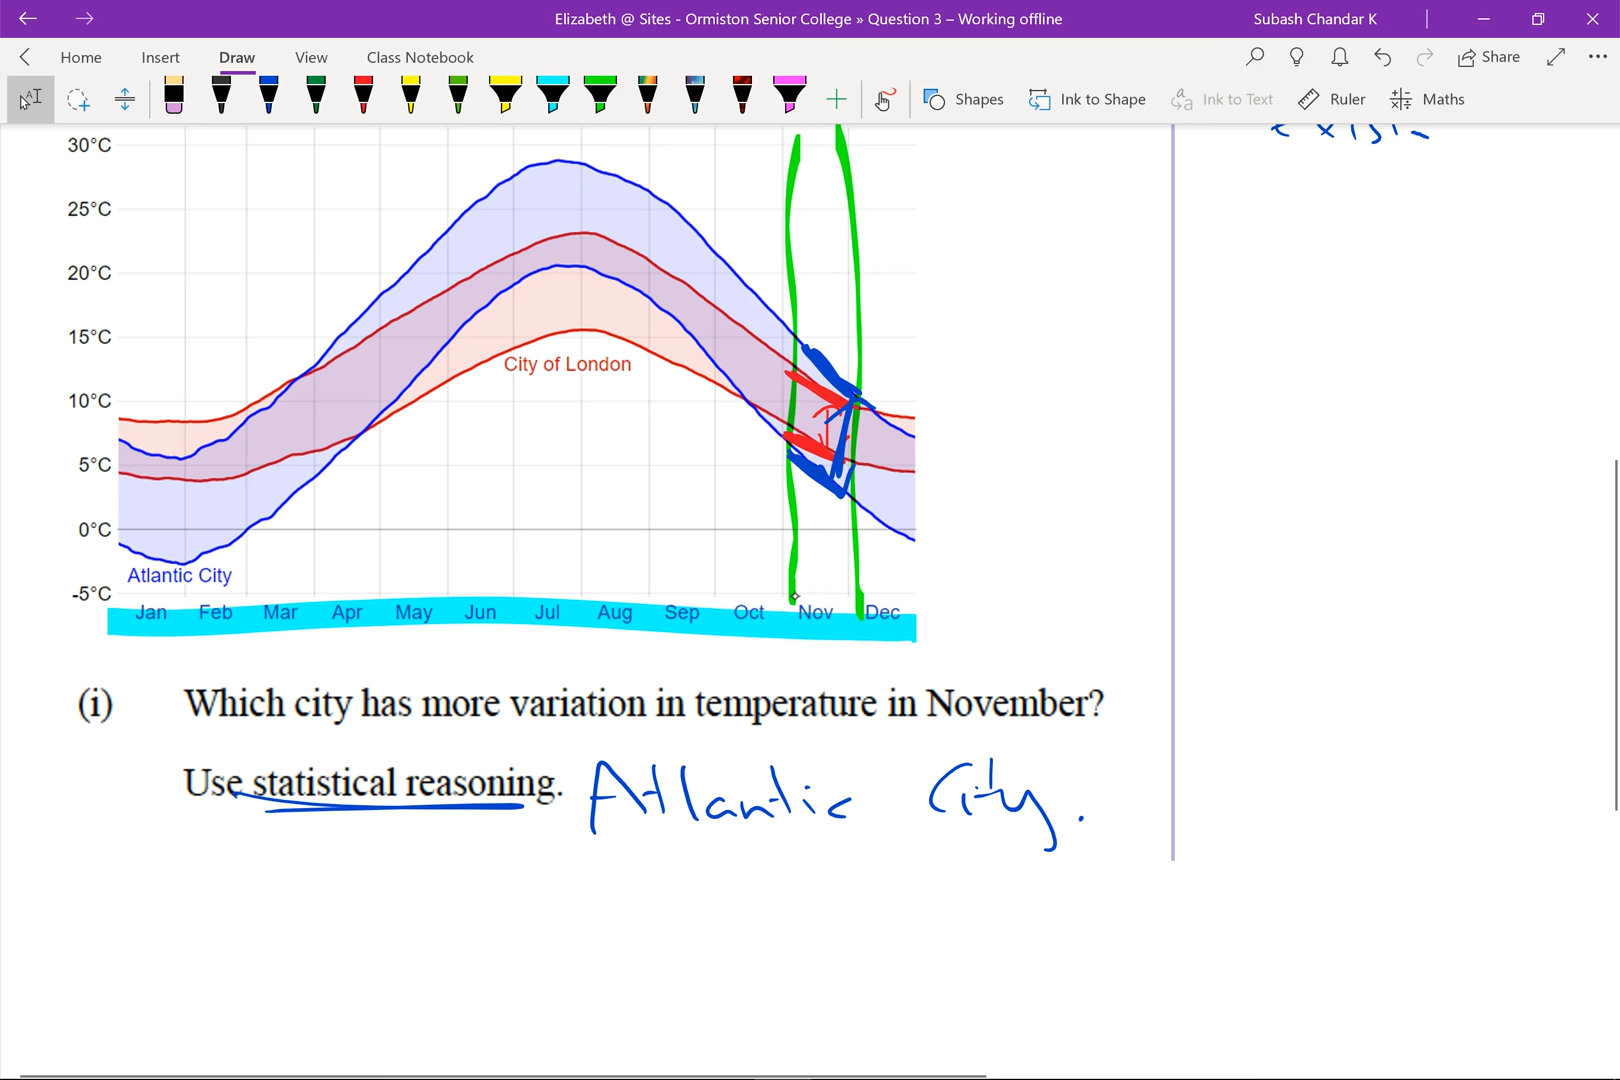 Elizabeth @ Sites - Ormiston Senior College » Question 3 – Working offline
Subash Chandar K
Home Insert Draw View Class Notebook
Share
Shapes Ink to Shape Ink to Text Ruler Maths
30°C
25°C
20°C
15°C
City of London
10°C
5°C
0°C
Atlantic City
-5°C
Jan Feb Mar Apr May Jun Jul Aug Sep Oct Nov Dec
(i) Which city has more variation in temperature in November?
Use statistical reasoning. Atlantic City.